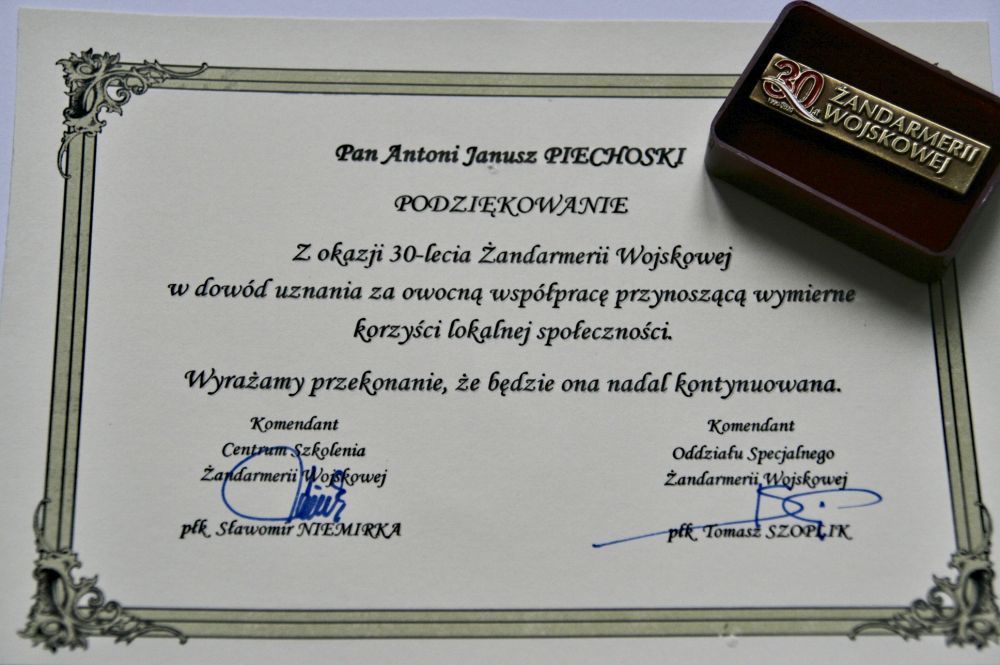 30
LAT
ŻANDARMERII
WOJSKOWEJ
Pan Antoni Janusz PIECHOSKI
PODZIĘKOWANIE
Z okazji 30-lecia Żandarmerii Wojskowej
w dowód uznania za owocną współpracę przynoszącą wymierne
korzyści lokalnej społeczności.
Wyrażamy przekonanie, że będzie ona nadal kontynuowana.
Komendant
Centrum Szkolenia
Żandarmerii Wojskowej
płk Sławomir NIEMIRKA
Komendant
Oddziału Specjalnego
Żandarmerii Wojskowej
płk Tomasz SZOPLIK